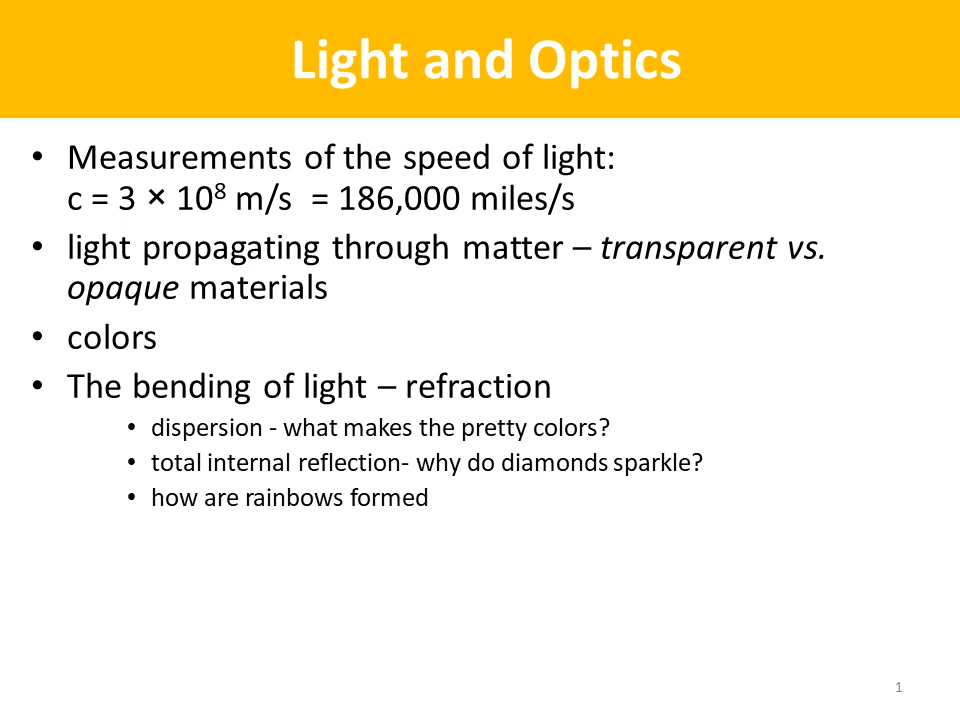 Light and Optics
• Measurements of the speed of light:
c = 3 × 10⁸ m/s = 186,000 miles/s
• light propagating through matter – transparent vs.
opaque materials
• colors
• The bending of light – refraction
• dispersion - what makes the pretty colors?
• total internal reflection- why do diamonds sparkle?
• how are rainbows formed
1